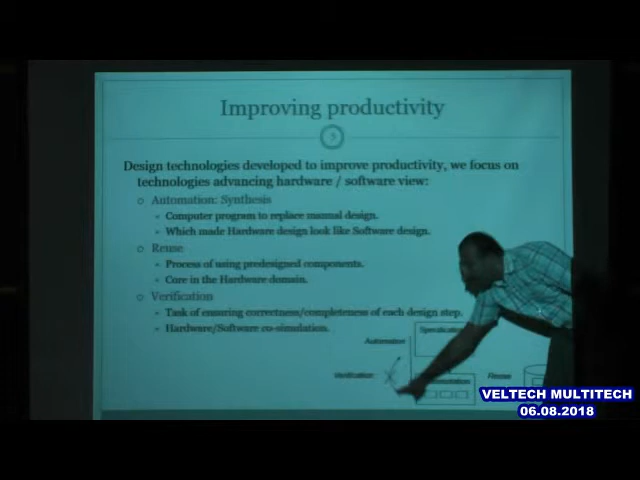 Improving productivity
Design technologies developed to improve productivity, we focus on
technologies advancing hardware / software view:
Automation: Synthesis
Computer program to replace manual design.
Which made Hardware design look like Software design.
Reuse
Process of using predesigned components.
Core in the Hardware domain.
Verification
Task of ensuring correctness/completeness of each design step.
Hardware/Software co-simulation.
Automation
Verification
Reuse
VELTECH MULTITECH
06.08.2018